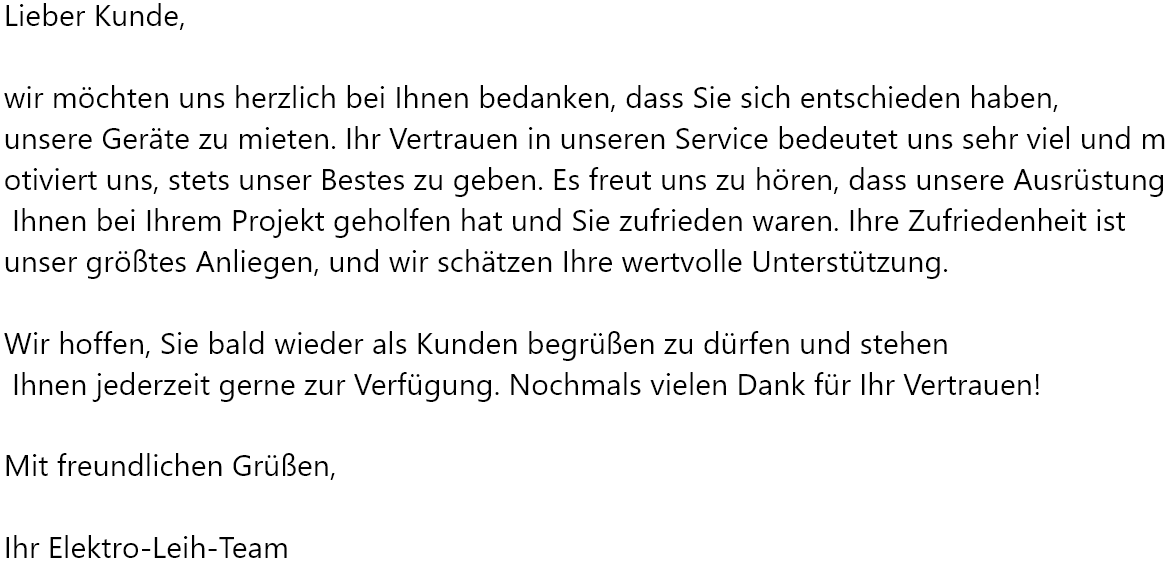 Lieber Kunde,
wir möchten uns herzlich bei Ihnen bedanken, dass Sie sich entschieden haben,
unsere Geräte zu mieten. Ihr Vertrauen in unseren Service bedeutet uns sehr viel und m
otiviert uns, stets unser Bestes zu geben. Es freut uns zu hören, dass unsere Ausrüstung
Ihnen bei Ihrem Projekt geholfen hat und Sie zufrieden waren. Ihre Zufriedenheit ist
unser größtes Anliegen, und wir schätzen Ihre wertvolle Unterstützung.
Wir hoffen, Sie bald wieder als Kunden begrüßen zu dürfen und stehen
Ihnen jederzeit gerne zur Verfügung. Nochmals vielen Dank für Ihr Vertrauen!
Mit freundlichen Grüßen,
Ihr Elektro-Leih-Team